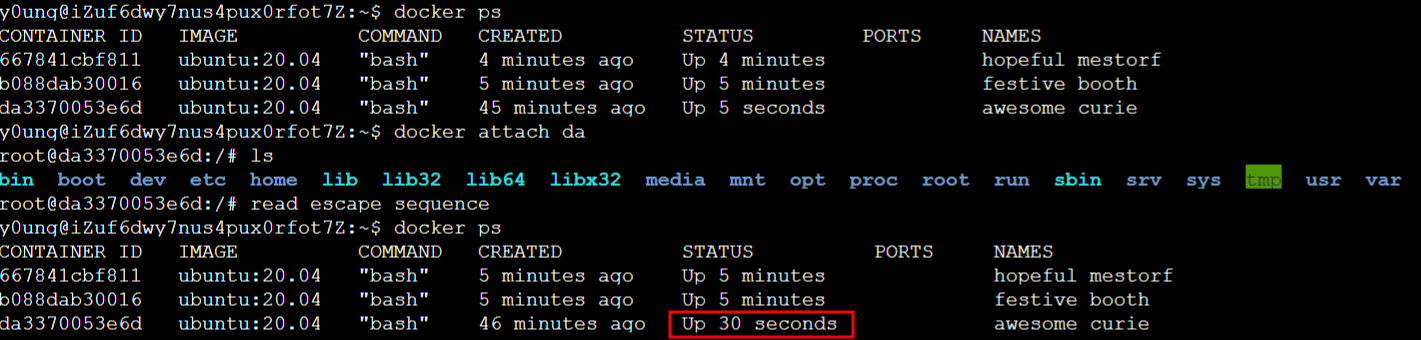 y0unq@iZuf6dwy7nus4pux0rfot7Z:~$ docker ps
CONTAINER ID IMAGE COMMAND CREATED STATUS PORTS NAMES
667841cbf811 ubuntu:20.04 "bash" 4 minutes ago Up 4 minutes hopeful mestorf
b088dab30016 ubuntu:20.04 "bash" 5 minutes ago Up 5 minutes festive booth
da3370053e6d ubuntu:20.04 "bash" 45 minutes ago Up 5 seconds awesome curie
y0unq@iZuf6dwy7nus4pux0rfot7Z:~$ docker attach da
root@da3370053e6d:/# ls
bin boot dev etc home lib lib32 lib64 libx32 media mnt opt proc root run sbin srv sys tmp usr var
root@da3370053e6d:/# read escape sequence
y0unq@iZuf6dwy7nus4pux0rfot7Z:~$ docker ps
CONTAINER ID IMAGE COMMAND CREATED STATUS PORTS NAMES
667841cbf811 ubuntu:20.04 "bash" 5 minutes ago Up 5 minutes hopeful mestorf
b088dab30016 ubuntu:20.04 "bash" 5 minutes ago Up 5 minutes festive booth
da3370053e6d ubuntu:20.04 "bash" 46 minutes ago Up 30 seconds awesome curie